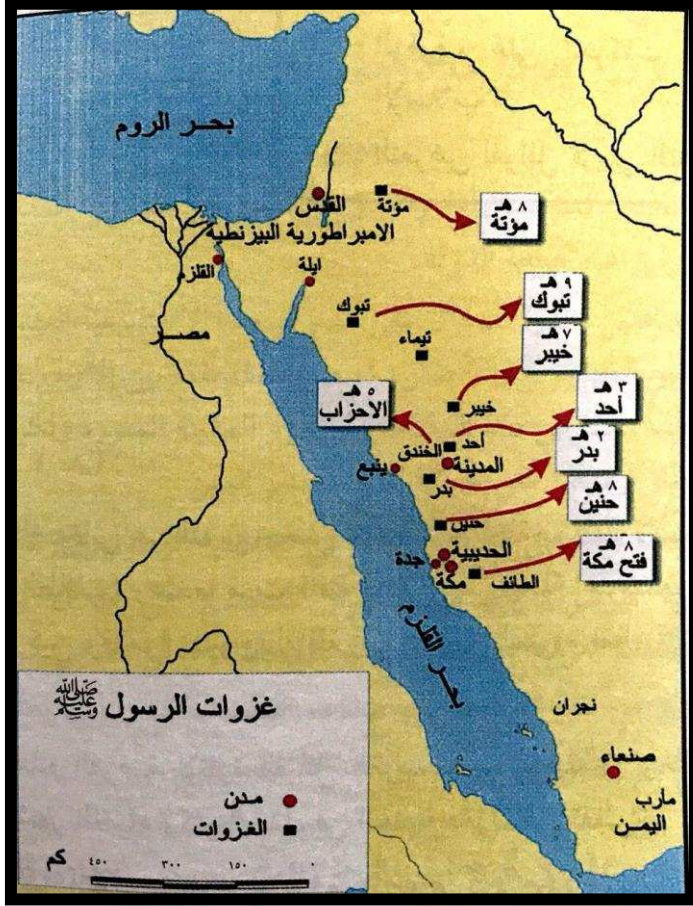 بحر الروم
القدس
مؤتة
٨ هـ
مؤتة
الامبراطورية البيزنطية
القلزم
ايلة
٩ هـ
تبوك
تبوك
مصر
تيماء
٧ هـ
خيبر
خيبر
٣ هـ
أحد
٥ هـ
الاحزاب
أحد
الخندق
٢ هـ
بدر
المدينة
ينبع
بدر
٨ هـ
حنين
حنين
الحديبية
جدة
مكة
الطائف
٨ هـ
فتح مكة
بحر القلزم
نجران
صنعاء
مارب
اليمن
غزوات الرسول ﷺ
مدن
الغزوات
كم ٤٥٠ ٣٠٠ ١٥٠ ٠